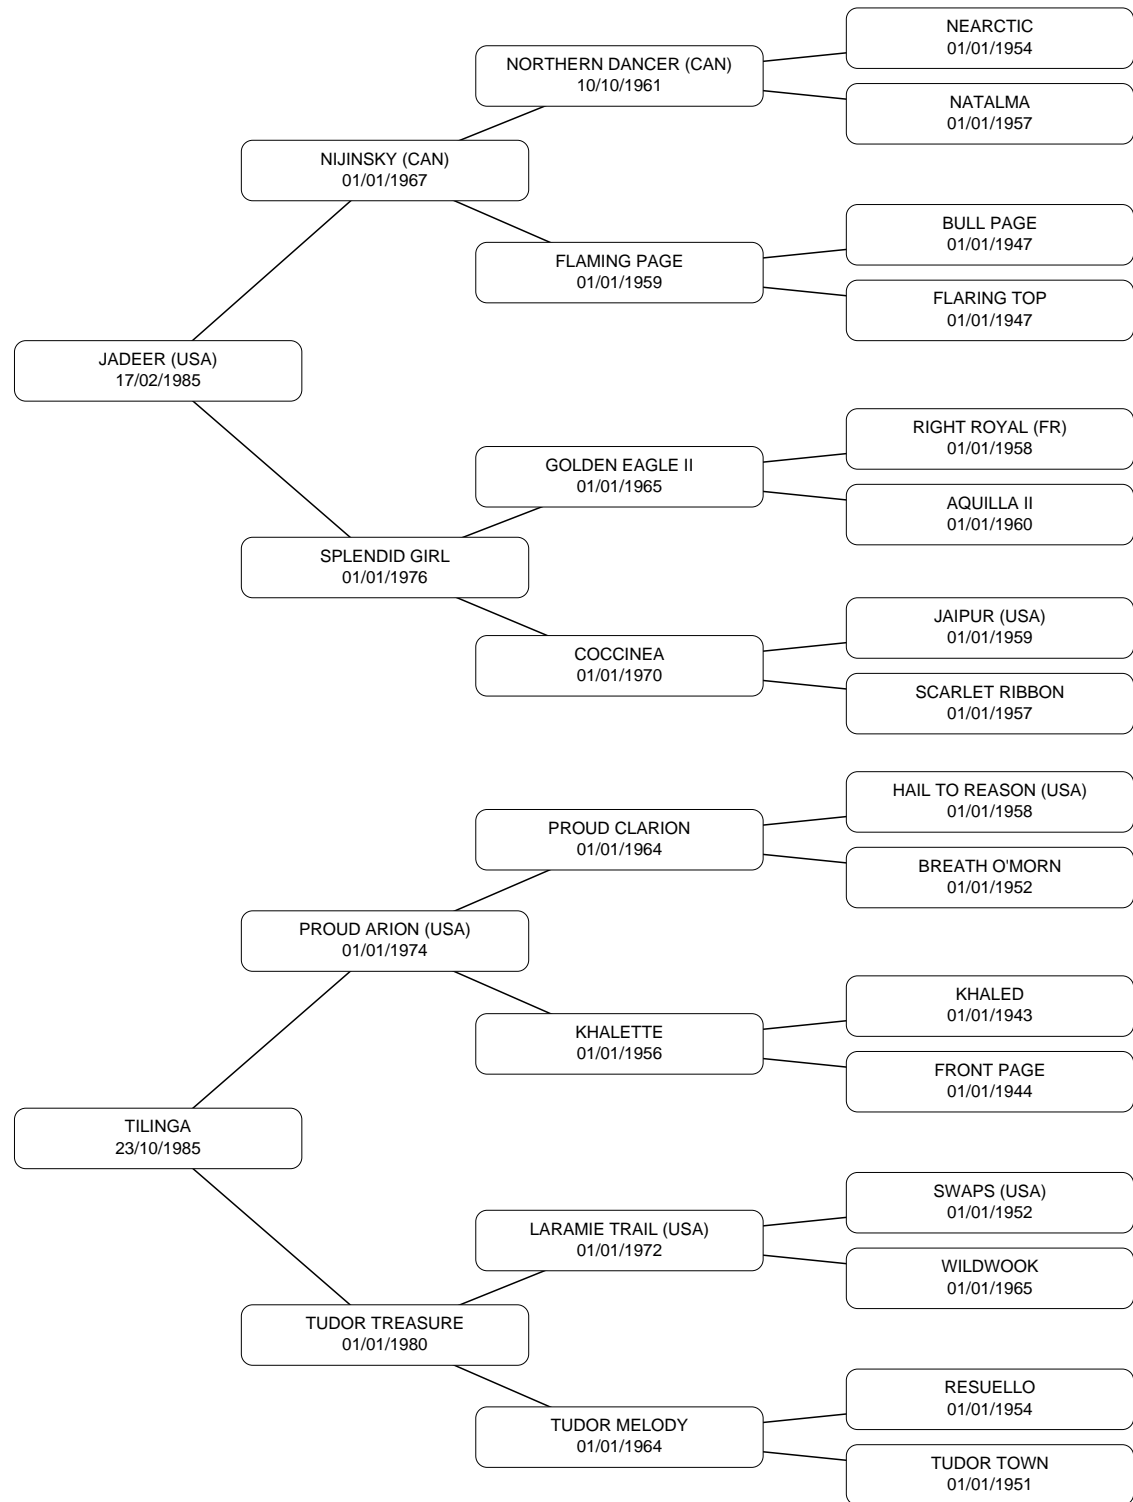 NEARCTIC
01/01/1954
NORTHERN DANCER (CAN)
10/10/1961
NATALMA
01/01/1957
NIJINSKY (CAN)
01/01/1967
BULL PAGE
01/01/1947
FLAMING PAGE
01/01/1959
FLARING TOP
01/01/1947
JADEER (USA)
17/02/1985
RIGHT ROYAL (FR)
01/01/1958
GOLDEN EAGLE II
01/01/1965
AQUILLA II
01/01/1960
SPLENDID GIRL
01/01/1976
JAIPUR (USA)
01/01/1959
COCCINEA
01/01/1970
SCARLET RIBBON
01/01/1957
HAIL TO REASON (USA)
01/01/1958
PROUD CLARION
01/01/1964
BREATH O'MORN
01/01/1952
PROUD ARION (USA)
01/01/1974
KHALED
01/01/1943
KHALETTE
01/01/1956
FRONT PAGE
01/01/1944
TILINGA
23/10/1985
SWAPS (USA)
01/01/1952
LARAMIE TRAIL (USA)
01/01/1972
WILDWOOK
01/01/1965
TUDOR TREASURE
01/01/1980
RESUELLO
01/01/1954
TUDOR MELODY
01/01/1964
TUDOR TOWN
01/01/1951